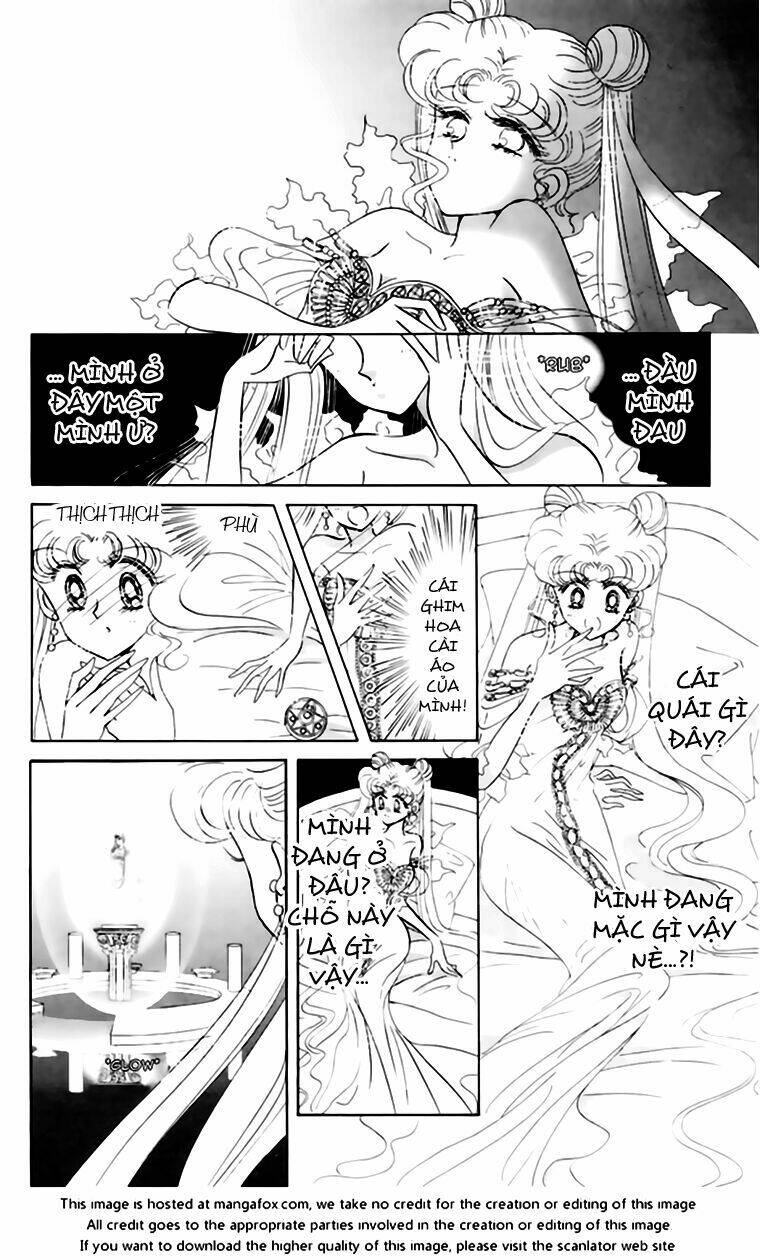 *RUB*
... ĐẦU
MÌNH
ĐAU
... MÌNH Ở
ĐÂY MỘT
MÌNH Ư?
THỊCH THỊCH
PHÙ
CÁI
GHIM
HOA
CÀI
ÁO
CỦA
MÌNH!
CÁI
QUÁI GÌ
ĐÂY?
MÌNH ĐANG
MẶC GÌ VẬY
NÈ...?!
MÌNH
ĐANG Ở
ĐÂU?
CHỖ NÀY
LÀ GÌ
VẬY...
*GLOW*
This image is hosted at mangafox.com, we take no credit for the creation or editing of this image
All credit goes to the appropriate parties involved in the creation or editing of this image
If you want to download the higher quality of this image, please visit the scanlator web site